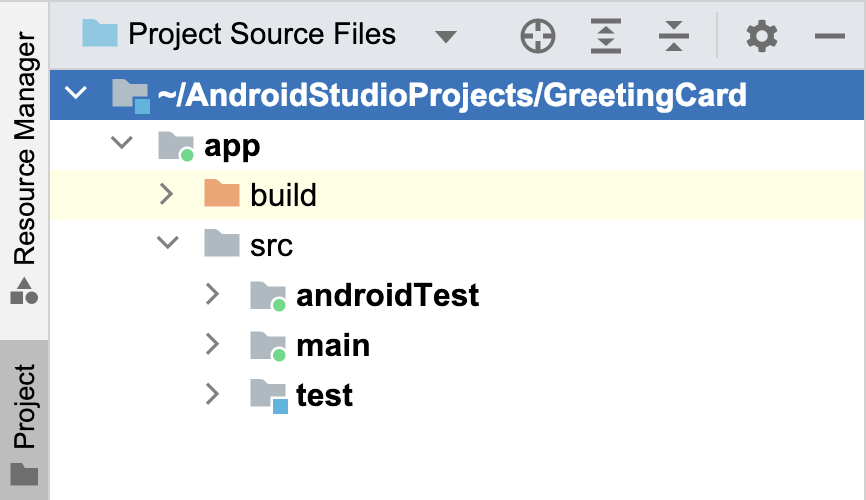 Project Source Files
Resource Manager
Project
~/AndroidStudioProjects/GreetingCard
app
build
src
androidTest
main
test